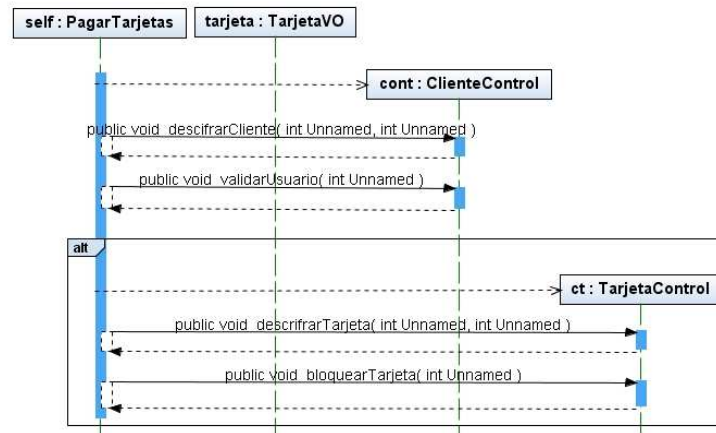 self : PagarTarjetas
tarjeta : TarjetaVO
cont : ClienteControl
public void descifrarCliente( int Unnamed, int Unnamed )
public void validarUsuario( int Unnamed )
alt
ct : TarjetaControl
public void descrifrarTarjeta( int Unnamed, int Unnamed )
public void bloquearTarjeta( int Unnamed )